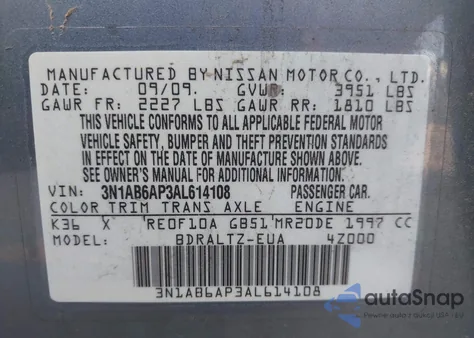 MANUFACTURED BY NISSAN MOTOR CO., LTD.
DATE: 09/09. GVWR: 3951 LBS
GAWR FR: 2227 LBS GAWR RR: 1810 LBS
THIS VEHICLE CONFORMS TO ALL APPLICABLE FEDERAL MOTOR
VEHICLE SAFETY, BUMPER AND THEFT PREVENTION STANDARDS
IN EFFECT ON THE DATE OF MANUFACTURE SHOWN ABOVE.
SEE OWNER'S MANUAL FOR ADDITIONAL INFORMATION.
VIN: 3N1AB6AP3AL614108 PASSENGER CAR.
COLOR TRIM TRANS AXLE ENGINE
K36 X RE0F10A GB51 MR20DE 1997 CC
MODEL: BDRALTZ-EUA 4Z000
3N1AB6AP3AL614108
autoSnap